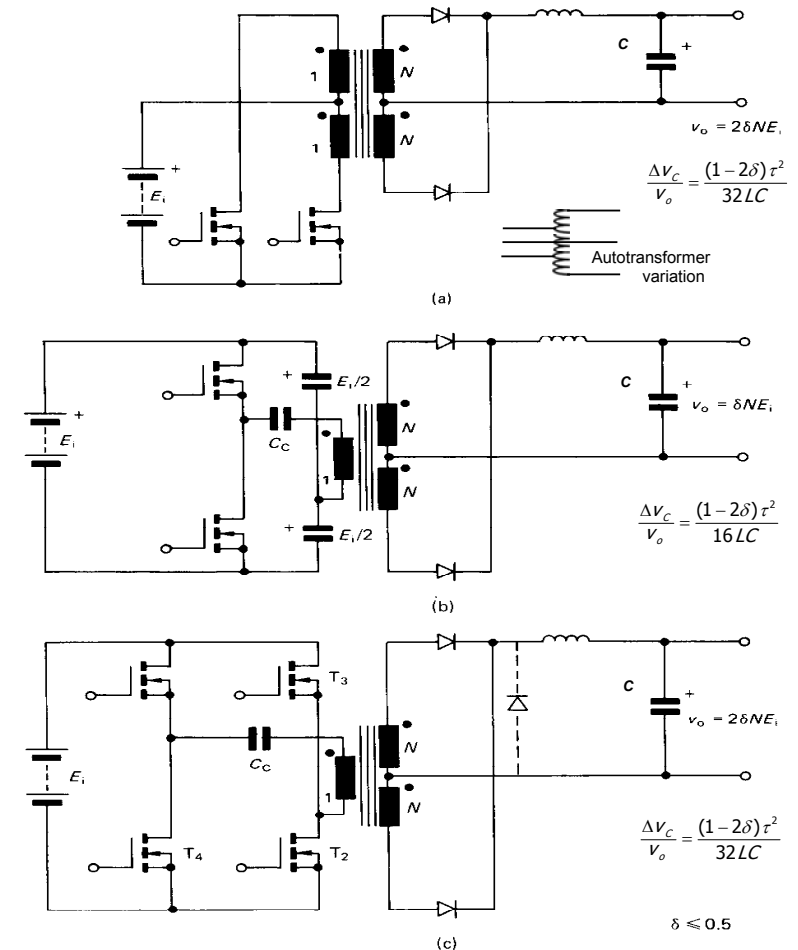 C
+
1
N
1
N
v_o = 2δNE_i
+
E_i
Δv_C / v_o = (1−2δ)τ² / 32LC
Autotransformer
variation
(a)
+
E_i/2
C
+
+
E_i
C_C
N
v_o = δNE_i
1
N
+
E_i/2
Δv_C / v_o = (1−2δ)τ² / 16LC
(b)
T_3
C
+
N
v_o = 2δNE_i
C_C
E_i
1
N
T_4
T_2
Δv_C / v_o = (1−2δ)τ² / 32LC
δ ≤ 0.5
(c)